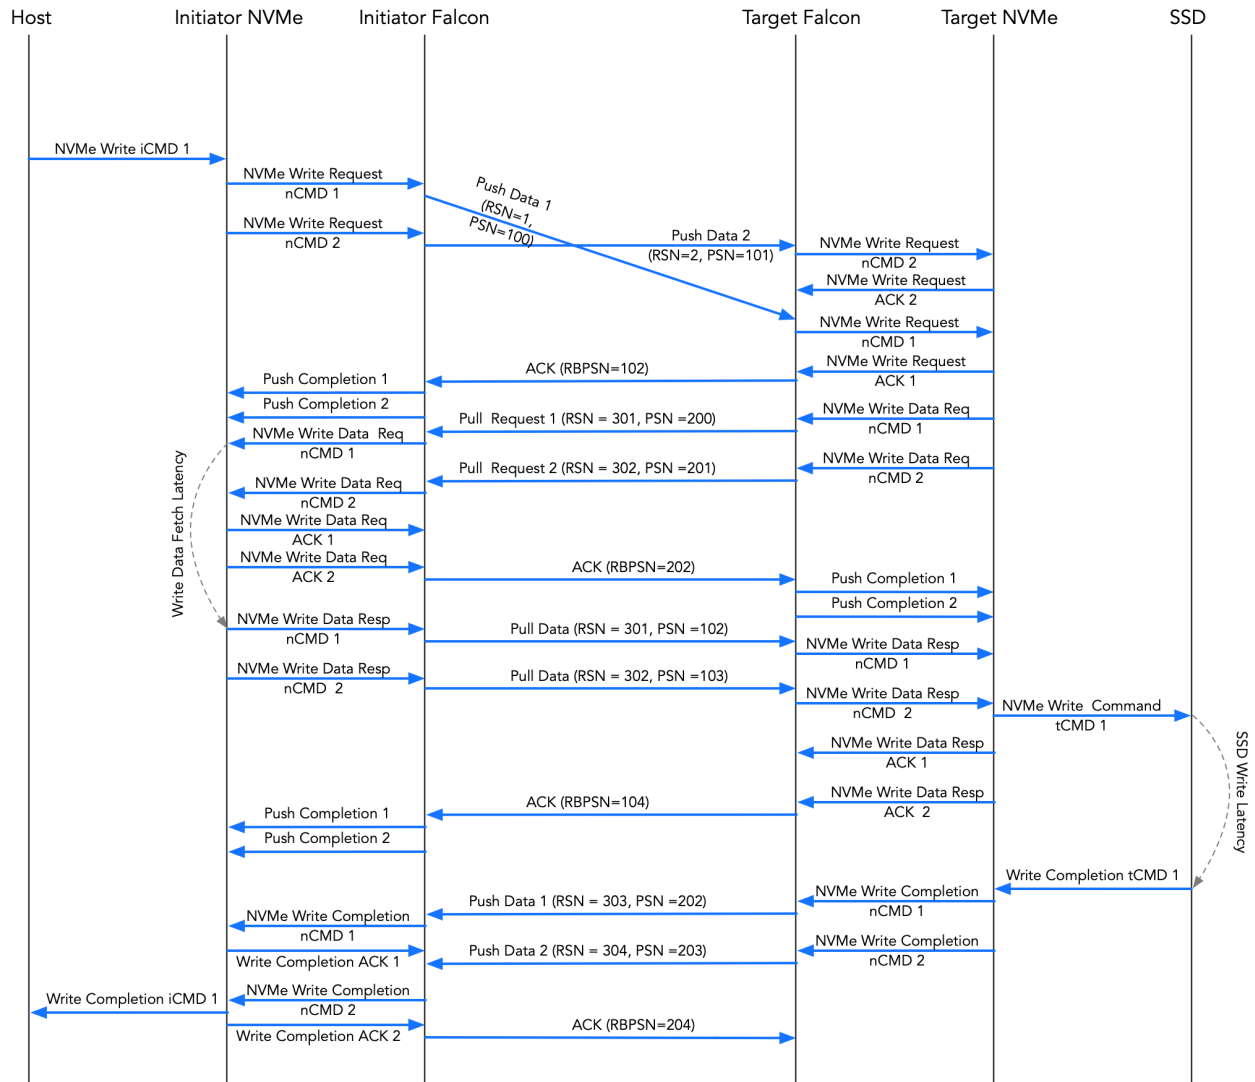 Host
Initiator NVMe
Initiator Falcon
Target Falcon
Target NVMe
SSD
NVMe Write iCMD 1
NVMe Write Request
nCMD 1
Push Data 1
(RSN=1,
PSN=100)
NVMe Write Request
nCMD 2
Push Data 2
(RSN=2, PSN=101)
NVMe Write Request
nCMD 2
NVMe Write Request
ACK 2
NVMe Write Request
nCMD 1
NVMe Write Request
ACK 1
ACK (RBPSN=102)
Push Completion 1
Push Completion 2
NVMe Write Data Req
nCMD 1
Pull  Request 1 (RSN = 301, PSN =200)
NVMe Write Data  Req
nCMD 1
NVMe Write Data Req
nCMD 2
Pull  Request 2 (RSN = 302, PSN =201)
NVMe Write Data Req
nCMD 2
Write Data Fetch Latency
NVMe Write Data Req
ACK 1
NVMe Write Data Req
ACK 2
ACK (RBPSN=202)
Push Completion 1
Push Completion 2
NVMe Write Data Resp
nCMD 1
Pull Data (RSN = 301, PSN =102)
NVMe Write Data Resp
nCMD 1
NVMe Write Data Resp
nCMD  2
Pull Data (RSN = 302, PSN =103)
NVMe Write Data Resp
nCMD  2
NVMe Write  Command
tCMD 1
SSD Write Latency
NVMe Write Data Resp
ACK 1
NVMe Write Data Resp
ACK  2
ACK (RBPSN=104)
Push Completion 1
Push Completion 2
Write Completion tCMD 1
NVMe Write Completion
nCMD 1
Push Data 1 (RSN = 303, PSN =202)
NVMe Write Completion
nCMD 1
NVMe Write Completion
nCMD 2
Push Data 2 (RSN = 304, PSN =203)
Write Completion ACK 1
NVMe Write Completion
nCMD 2
Write Completion iCMD 1
Write Completion ACK 2
ACK (RBPSN=204)